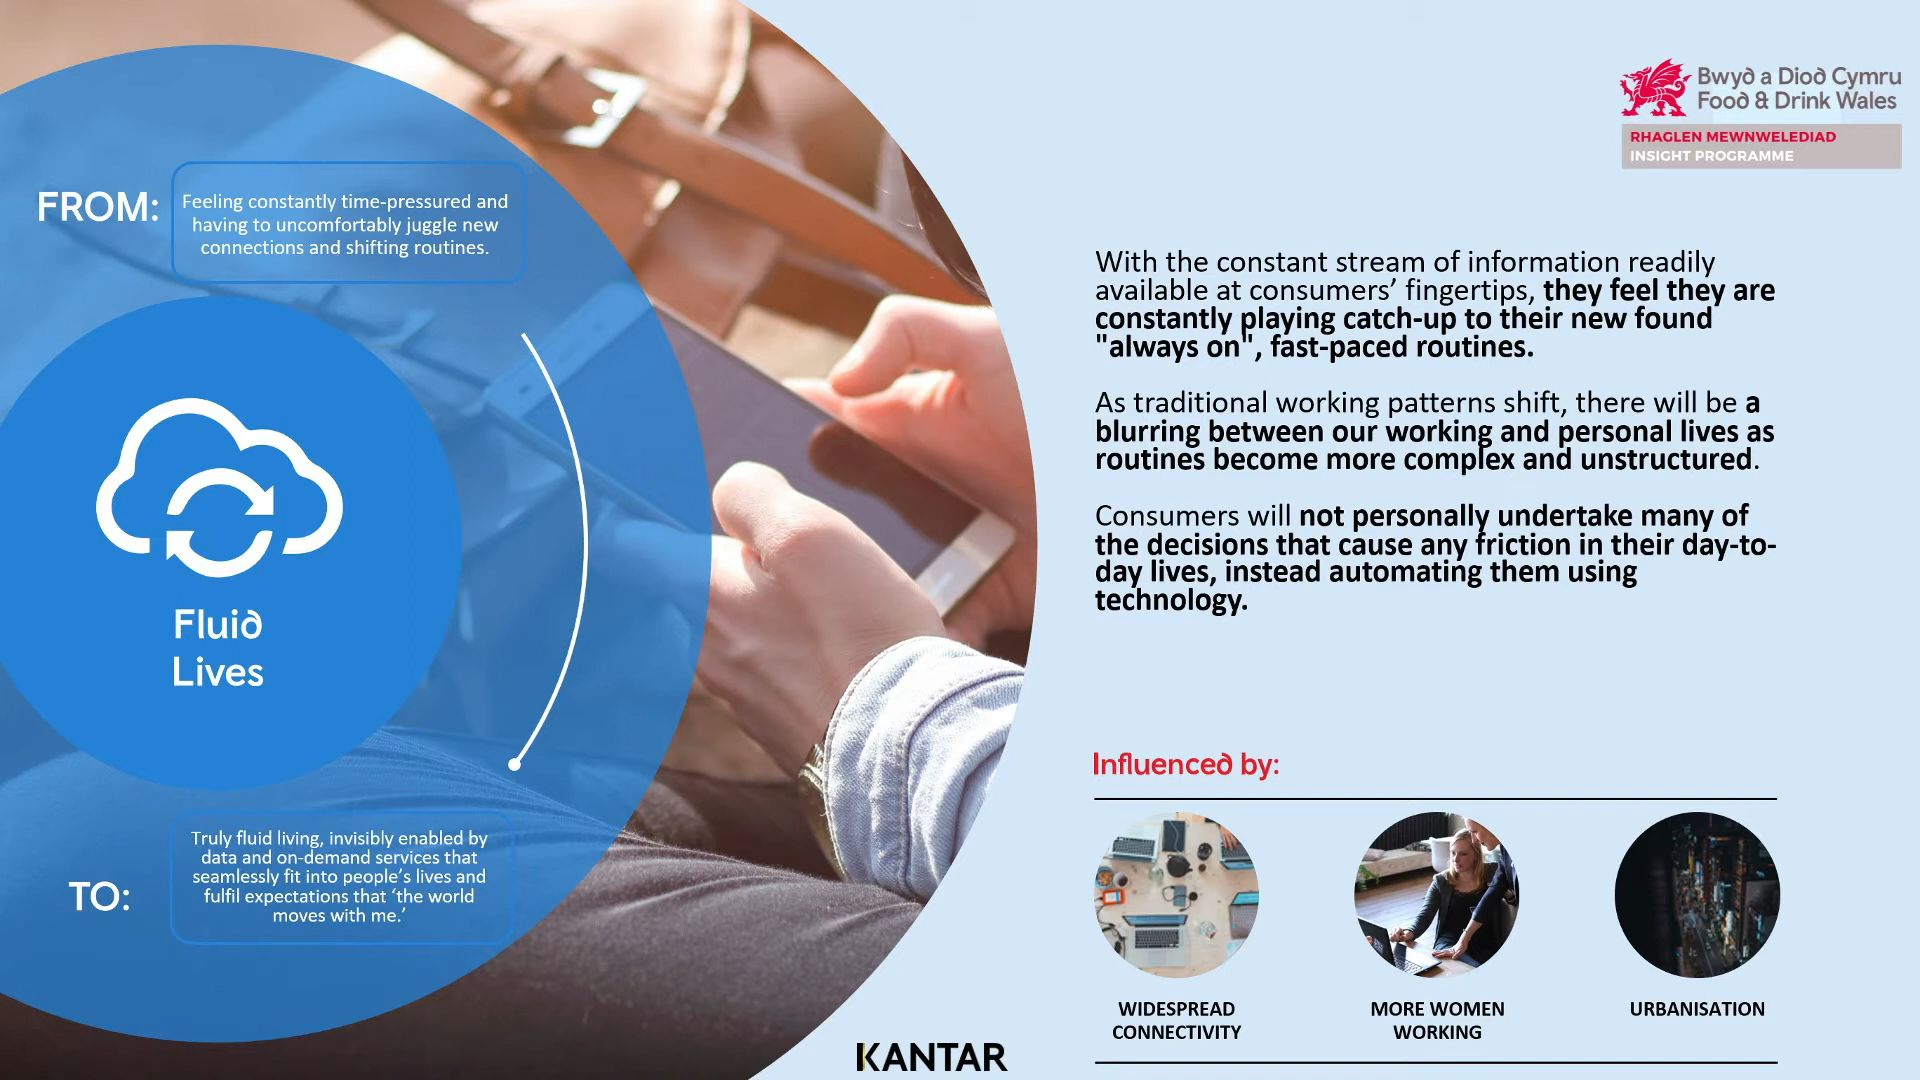 Bwyd a Diod Cymru
Food & Drink Wales
RHAGLEN MEWNWELEDIAD
INSIGHT PROGRAMME
FROM:
Feeling constantly time-pressured and
having to uncomfortably juggle new
connections and shifting routines.
Fluid
Lives
TO:
Truly fluid living, invisibly enabled by
data and on-demand services that
seamlessly fit into people’s lives and
fulfil expectations that ‘the world
moves with me.’
With the constant stream of information readily
available at consumers’ fingertips, they feel they are
constantly playing catch-up to their new found
"always on", fast-paced routines.
As traditional working patterns shift, there will be a
blurring between our working and personal lives as
routines become more complex and unstructured.
Consumers will not personally undertake many of
the decisions that cause any friction in their day-to-
day lives, instead automating them using
technology.
Influenced by:
WIDESPREAD
CONNECTIVITY
MORE WOMEN
WORKING
URBANISATION
KANTAR